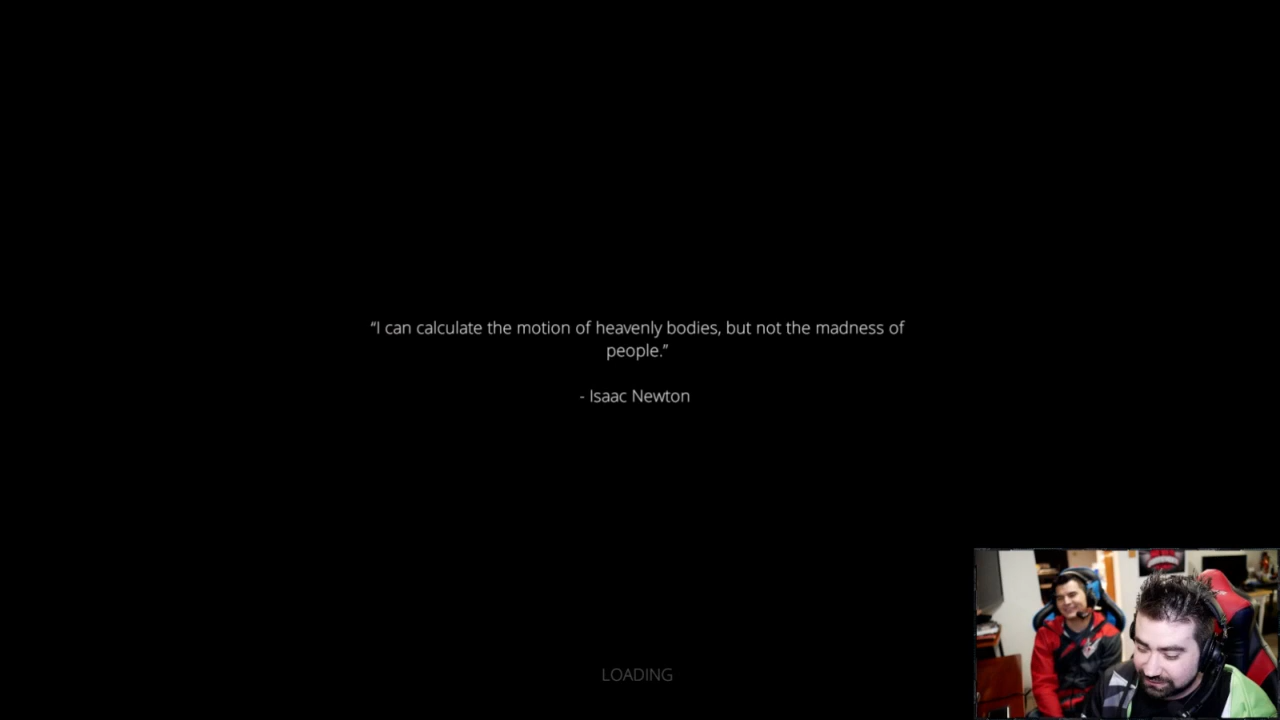 “I can calculate the motion of heavenly bodies, but not the madness of
people.”
- Isaac Newton
LOADING